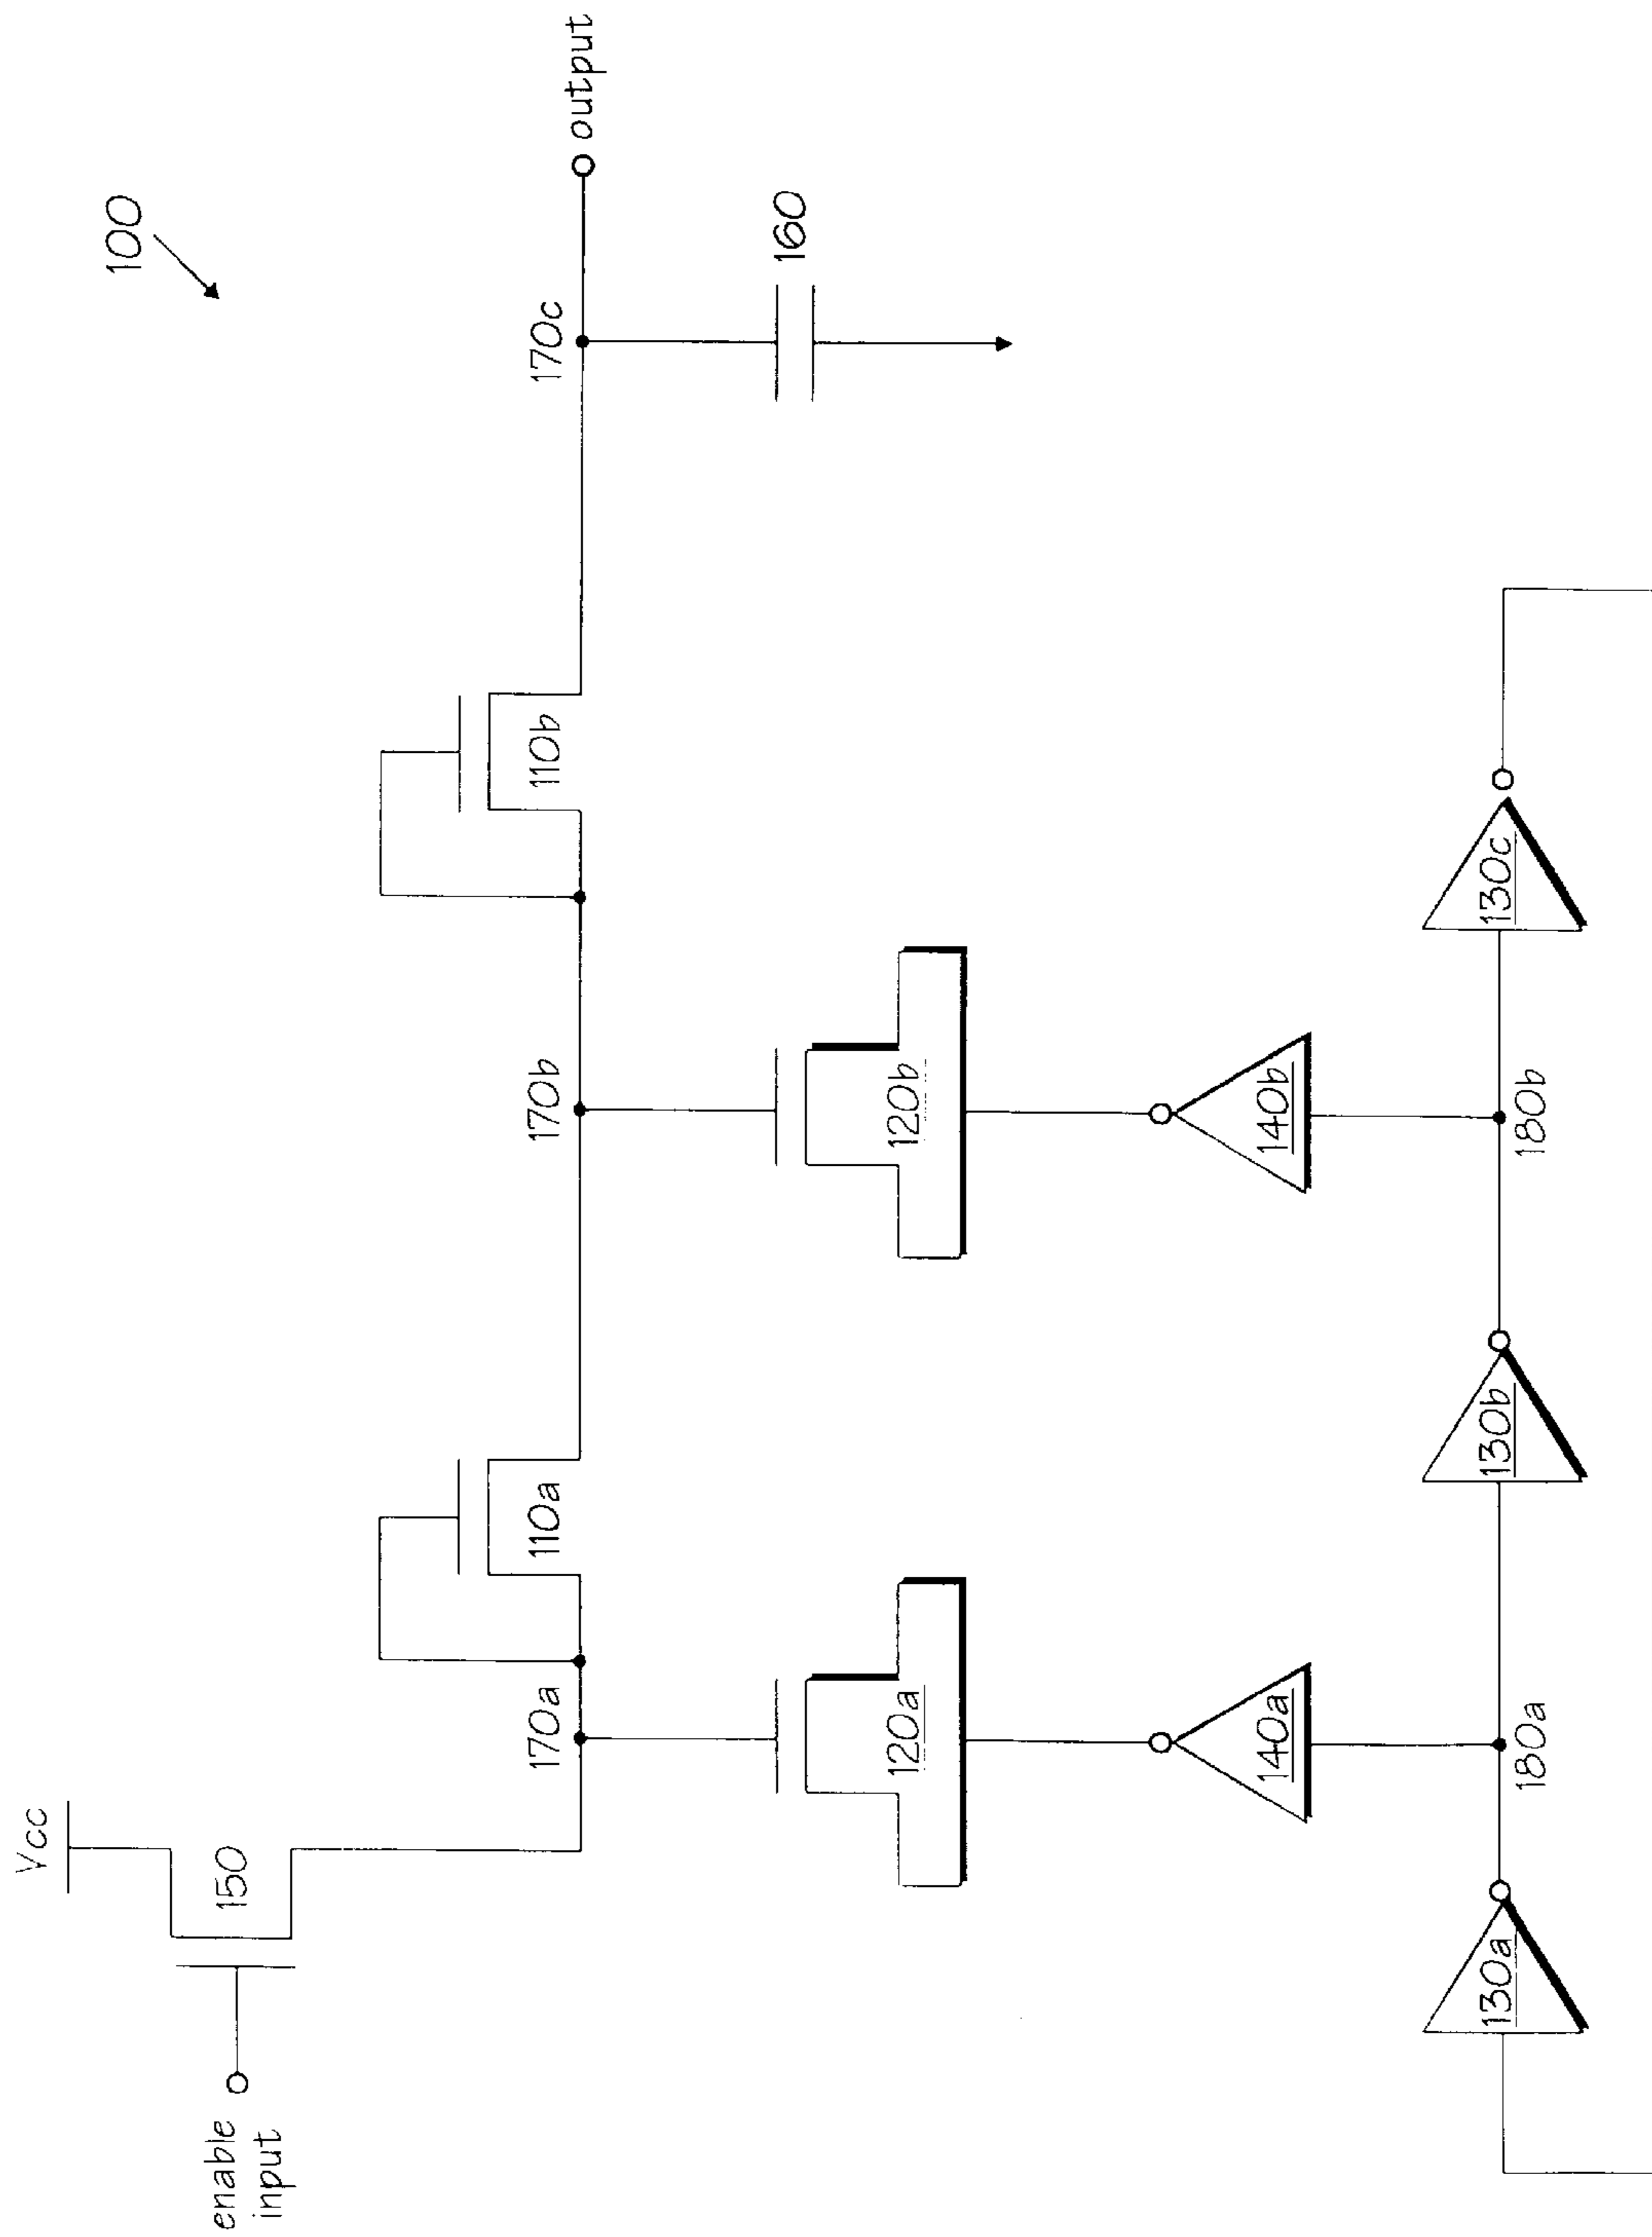 100
Vcc
150
enable
input
170a
110a
170b
110b
170c
output
160
120a
120b
140a
140b
130a
180a
130b
180b
130c